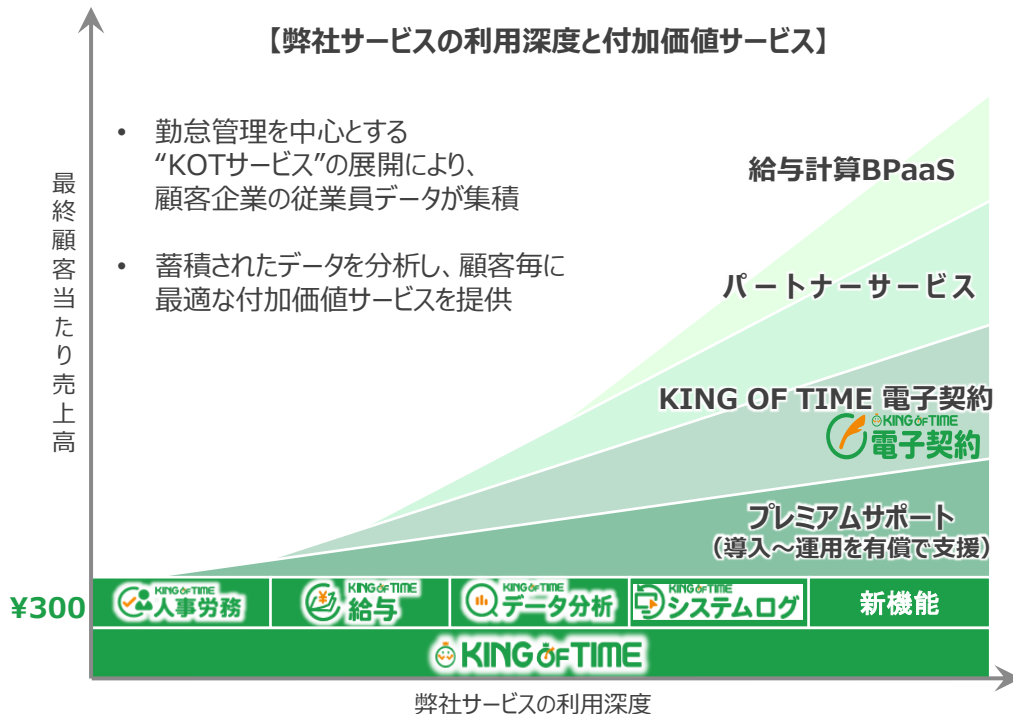 【弊社サービスの利用深度と付加価値サービス】
• 勤怠管理を中心とする
“KOTサービス”の展開により、
顧客企業の従業員データが集積
• 蓄積されたデータを分析し、顧客毎に
最適な付加価値サービスを提供
最終顧客当たり売上高
給与計算BPaaS
パートナーサービス
KING OF TIME 電子契約
KING OF TIME
電子契約
プレミアムサポート
（導入～運用を有償で支援）
¥300
KING OF TIME
人事労務
KING OF TIME
給与
KING OF TIME
データ分析
KING OF TIME
システムログ
新機能
KING OF TIME
弊社サービスの利用深度